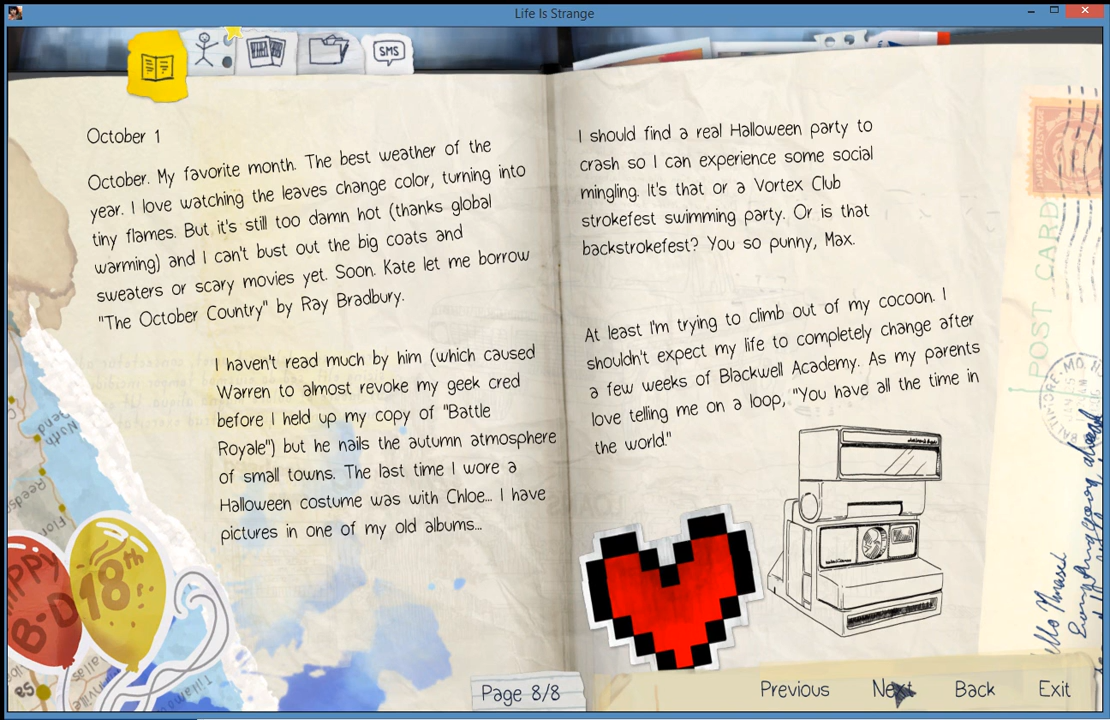 Life Is Strange
SMS
October 1
October. My favorite month. The best weather of the
year. I love watching the leaves change color, turning into
tiny flames. But it's still too damn hot (thanks global
warming) and I can't bust out the big coats and
sweaters or scary movies yet. Soon. Kate let me borrow
"The October Country" by Ray Bradbury.
I haven't read much by him (which caused
Warren to almost revoke my geek cred
before I held up my copy of "Battle
Royale") but he nails the autumn atmosphere
of small towns. The last time I wore a
Halloween costume was with Chloe... I have
pictures in one of my old albums...
I should find a real Halloween party to
crash so I can experience some social
mingling. It's that or a Vortex Club
strokefest swimming party. Or is that
backstrokefest? You so punny, Max.
At least I'm trying to climb out of my cocoon. I
shouldn't expect my life to completely change after
a few weeks of Blackwell Academy. As my parents
love telling me on a loop, "You have all the time in
the world."
POST CARD
18th
B-D
Page 8/8
Previous
Next
Back
Exit